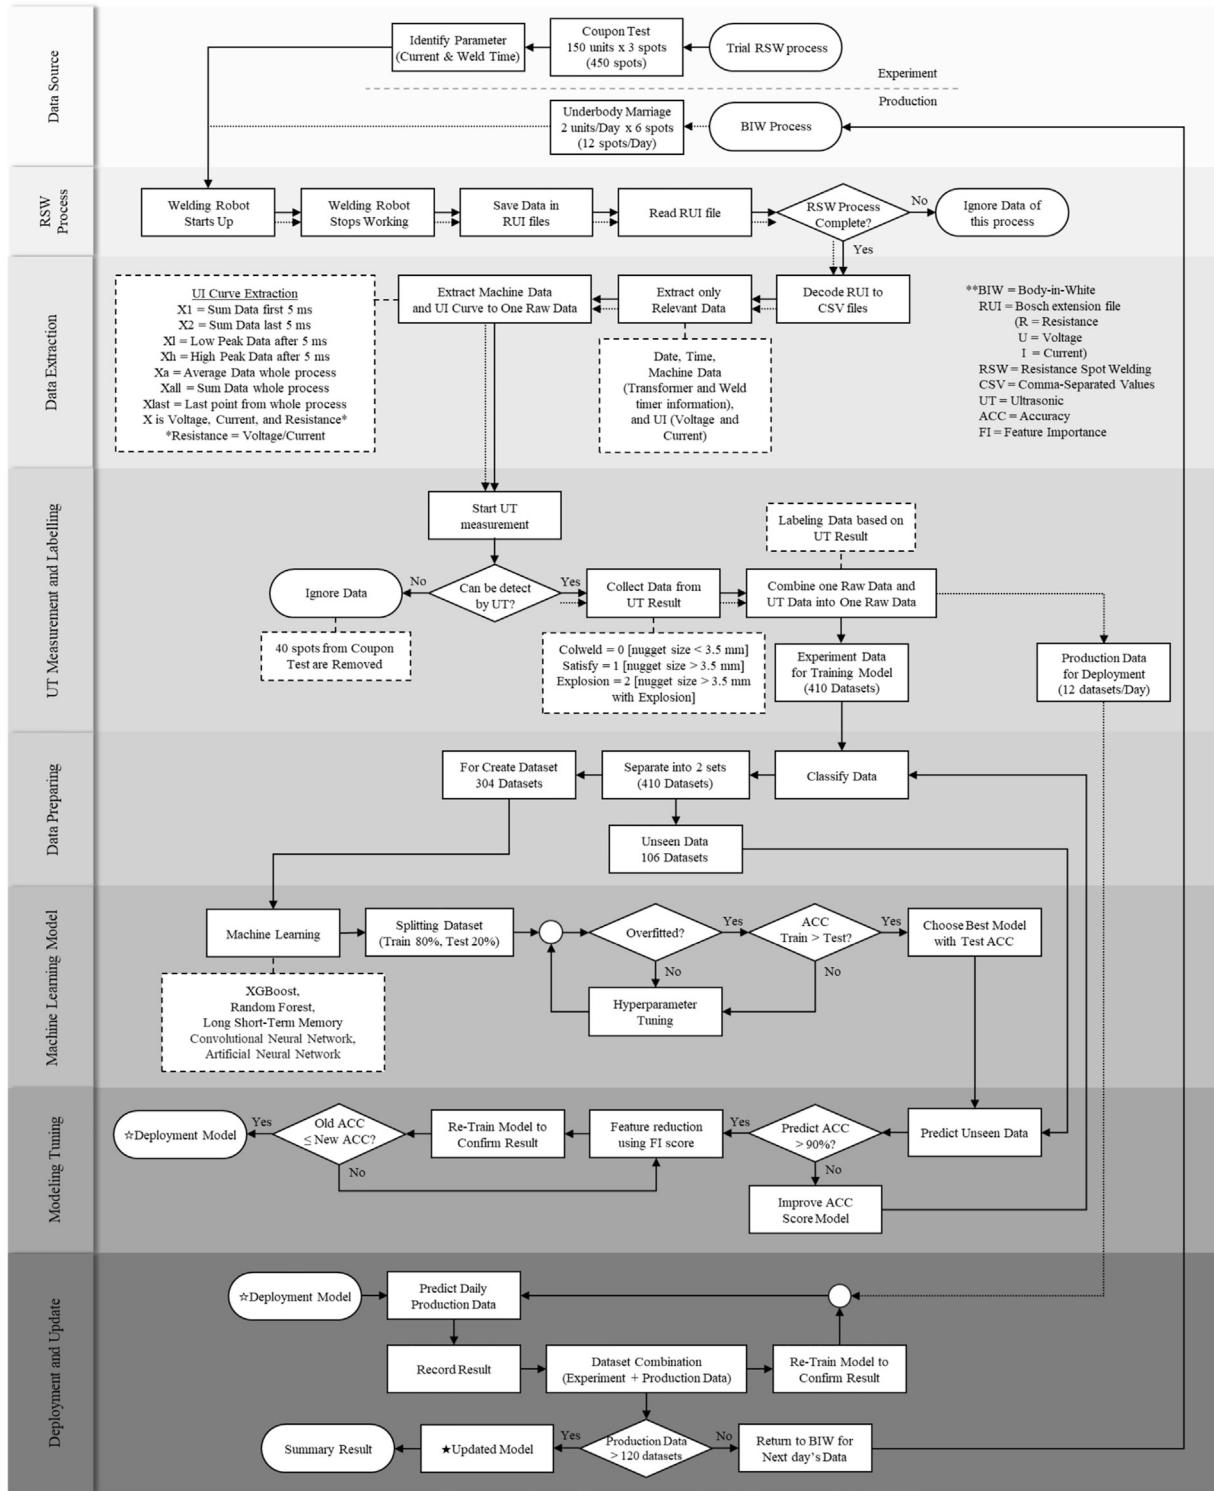 Data Source
Trial RSW process
Coupon Test
150 units x 3 spots
(450 spots)
Identify Parameter
(Current & Weld Time)
Experiment
Production
BIW Process
Underbody Marriage
2 units/Day x 6 spots
(12 spots/Day)
RSW
Process
Welding Robot
Starts Up
Welding Robot
Stops Working
Save Data in
RUI files
Read RUI file
RSW Process
Complete?
No
Ignore Data of
this process
Yes
Data Extraction
Decode RUI to
CSV files
Extract only
Relevant Data
Date, Time,
Machine Data
(Transformer and Weld
timer information),
and UI (Voltage and
Current)
Extract Machine Data
and UI Curve to One Raw Data
UI Curve Extraction
X1 = Sum Data first 5 ms
X2 = Sum Data last 5 ms
Xl = Low Peak Data after 5 ms
Xh = High Peak Data after 5 ms
Xa = Average Data whole process
Xall = Sum Data whole process
Xlast = Last point from whole process
X is Voltage, Current, and Resistance*
*Resistance = Voltage/Current
**BIW = Body-in-White
RUI = Bosch extension file
(R = Resistance
U = Voltage
I = Current)
RSW = Resistance Spot Welding
CSV = Comma-Separated Values
UT = Ultrasonic
ACC = Accuracy
FI = Feature Importance
UT Measurement and Labelling
Start UT
measurement
Can be detect
by UT?
No
Ignore Data
40 spots from Coupon
Test are Removed
Yes
Collect Data from
UT Result
Colweld = 0 [nugget size < 3.5 mm]
Satisfy = 1 [nugget size > 3.5 mm]
Explosion = 2 [nugget size > 3.5 mm
with Explosion]
Labeling Data based on
UT Result
Combine one Raw Data and
UT Data into One Raw Data
Experiment Data
for Training Model
(410 Datasets)
Production Data
for Deployment
(12 datasets/Day)
Data Preparing
Classify Data
Separate into 2 sets
(410 Datasets)
For Create Dataset
304 Datasets
Unseen Data
106 Datasets
Machine Learning Model
Machine Learning
XGBoost,
Random Forest,
Long Short-Term Memory
Convolutional Neural Network,
Artificial Neural Network
Splitting Dataset
(Train 80%, Test 20%)
Overfitted?
Yes
No
Hyperparameter
Tuning
ACC
Train > Test?
Yes
No
Choose Best Model
with Test ACC
Modeling Tuning
Predict Unseen Data
Predict ACC
> 90%?
Yes
No
Improve ACC
Score Model
Feature reduction
using FI score
Re-Train Model to
Confirm Result
Old ACC
≤ New ACC?
Yes
No
☆Deployment Model
Deployment and Update
☆Deployment Model
Predict Daily
Production Data
Record Result
Dataset Combination
(Experiment + Production Data)
Re-Train Model to
Confirm Result
Production Data
> 120 datasets
Yes
No
★Updated Model
Summary Result
Return to BIW for
Next day's Data